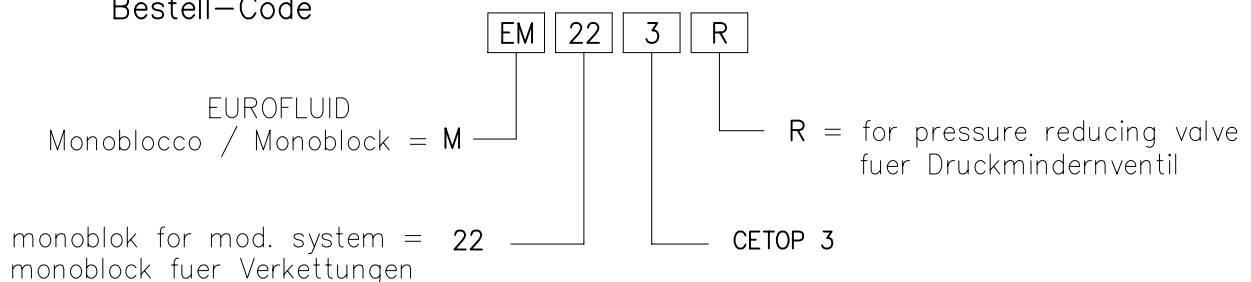 Bestell-Code
EM 22 3 R
EUROFLUID
Monoblocco / Monoblock = M
R = for pressure reducing valve
fuer Druckmindernventil
monoblok for mod. system = 22
monoblock fuer Verkettungen
CETOP 3